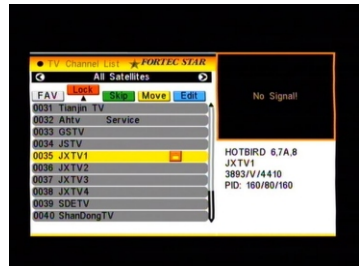 TV Channel List FORTEC STAR
All Satellites
FAV Lock Skip Move Edit
0031 Tianjin TV
0032 Ahtv Service
0033 GSTV
0034 JSTV
0035 JXTV1
0036 JXTV2
0037 JXTV3
0038 JXTV4
0039 SDETV
0040 ShanDongTV
No Signal!
HOTBIRD 6,7A,8
JXTV1
3893/V/4410
PID: 160/80/160